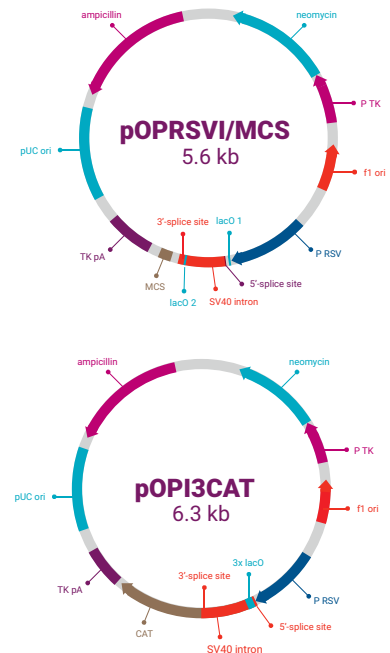 ampicillin
neomycin
P TK
pOPRSVI/MCS
5.6 kb
pUC ori
f1 ori
3'-splice site
lacO 1
TK pA
P RSV
MCS
5'-splice site
lacO 2
SV40 intron
ampicillin
neomycin
P TK
pOPI3CAT
6.3 kb
pUC ori
f1 ori
3x lacO
3'-splice site
TK pA
P RSV
5'-splice site
CAT
SV40 intron